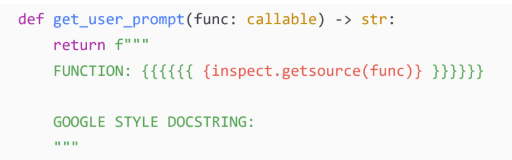 def get_user_prompt(func: callable) -> str:
    return f"""
    FUNCTION: {{{{{{ {inspect.getsource(func)} }}}}}}

    GOOGLE STYLE DOCSTRING:
    """